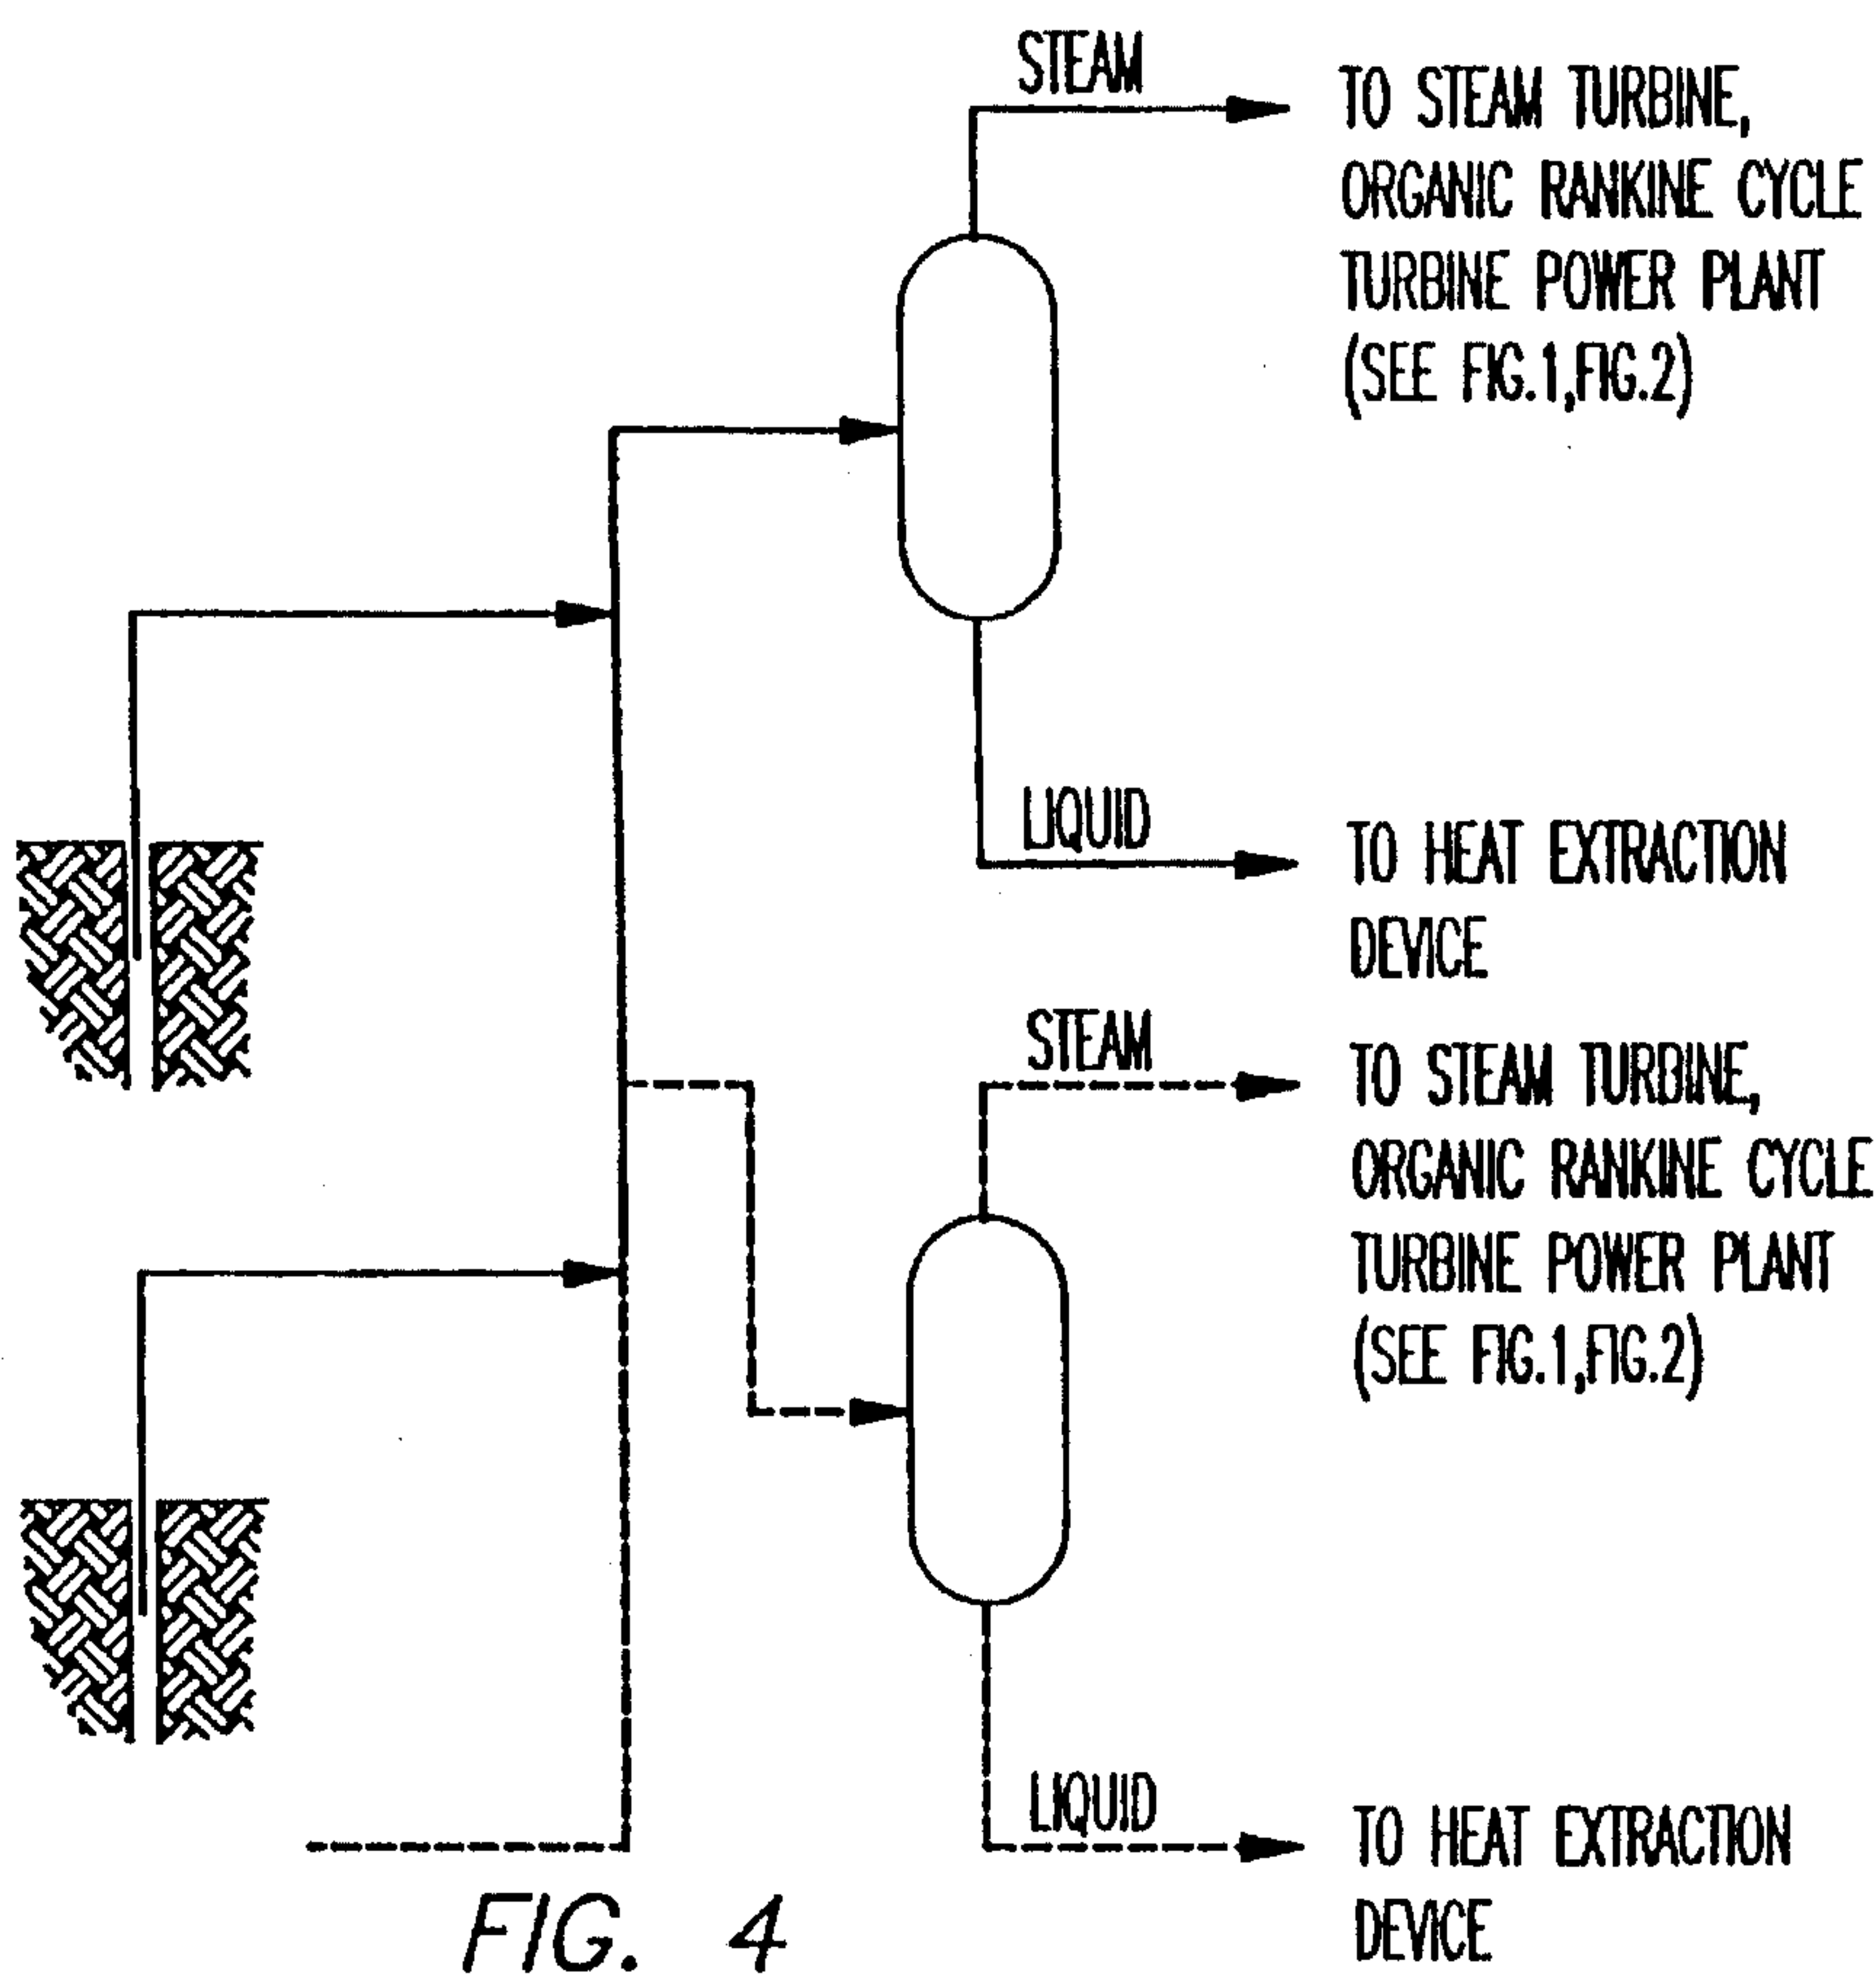 STEAM
TO STEAM TURBINE,
ORGANIC RANKINE CYCLE
TURBINE POWER PLANT
(SEE FIG.1,FIG.2)
LIQUID
TO HEAT EXTRACTION
DEVICE
STEAM
TO STEAM TURBINE,
ORGANIC RANKINE CYCLE
TURBINE POWER PLANT
(SEE FIG.1,FIG.2)
LIQUID
TO HEAT EXTRACTION
DEVICE
FIG. 4